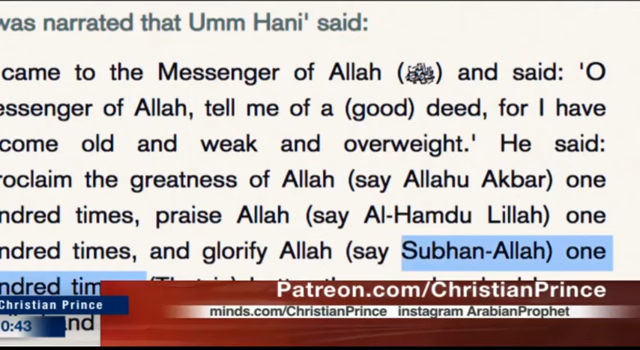 was narrated that Umm Hani' said:
came to the Messenger of Allah (ﷺ) and said: 'O
essenger of Allah, tell me of a (good) deed, for I have
come old and weak and overweight.' He said:
roclaim the greatness of Allah (say Allahu Akbar) one
ndred times, praise Allah (say Al-Hamdu Lillah) one
ndred times, and glorify Allah (say Subhan-Allah) one
ndred tim
Patreon.com/ChristianPrince
Christian Prince
minds.com/ChristianPrince instagram ArabianProphet
0:43
nd